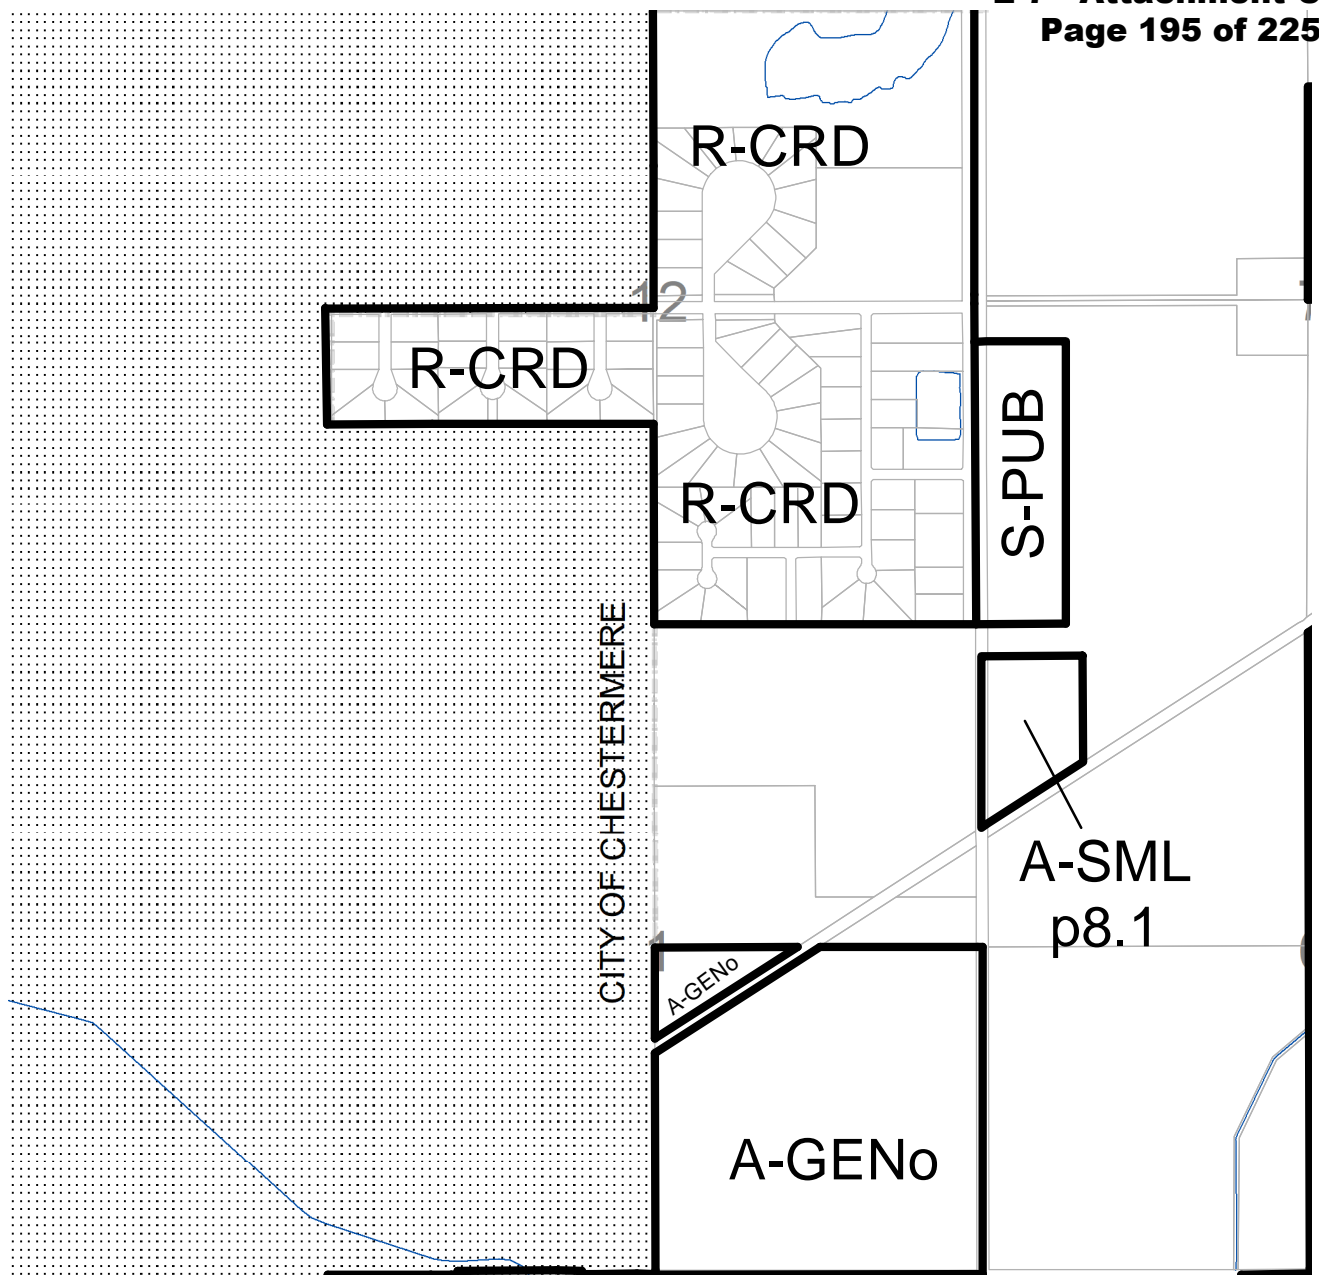 Page 195 of 225
R-CRD
12
R-CRD
R-CRD
S-PUB
CITY OF CHESTERMERE
A-SML
p8.1
1
A-GENo
A-GENo